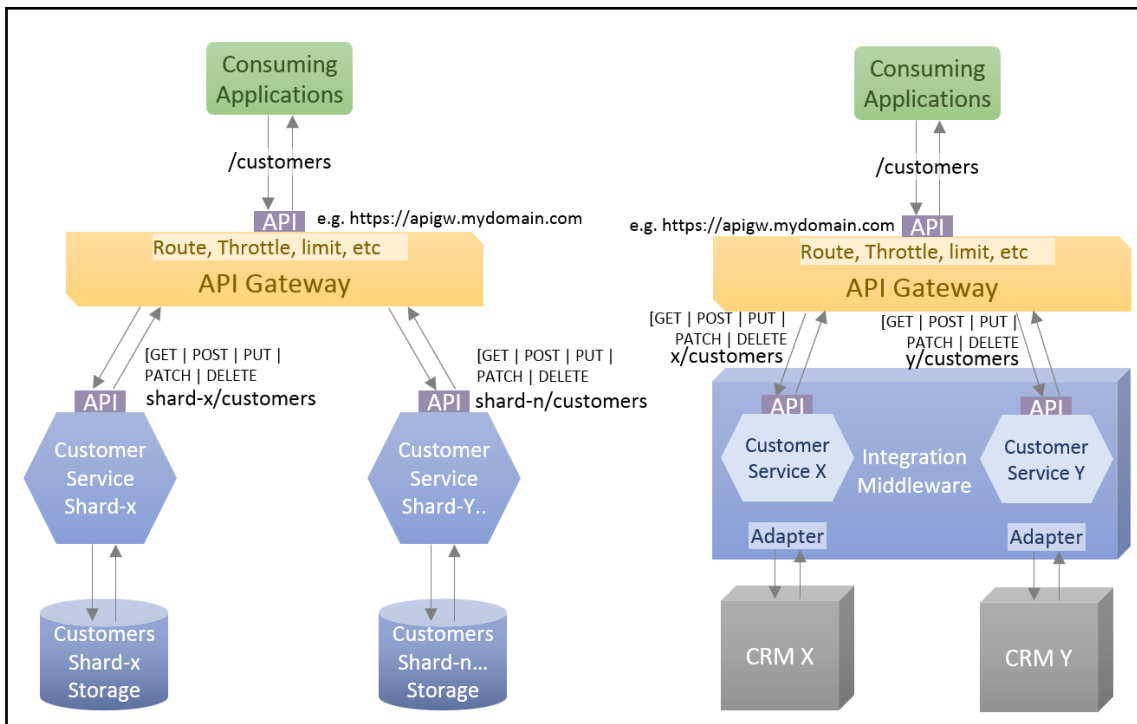 Consuming
Applications
/customers
API
e.g. https://apigw.mydomain.com
Route, Throttle, limit, etc
API Gateway
[GET | POST | PUT |
PATCH | DELETE
shard-x/customers
API
Customer
Service
Shard-x
Customers
Shard-x
Storage
[GET | POST | PUT |
PATCH | DELETE
shard-n/customers
API
Customer
Service
Shard-Y..
Customers
Shard-n...
Storage
Consuming
Applications
/customers
e.g. https://apigw.mydomain.com
API
Route, Throttle, limit, etc
API Gateway
[GET | POST | PUT |
PATCH | DELETE
x/customers
[GET | POST | PUT |
PATCH | DELETE
y/customers
API
Customer
Service X
Integration
Middleware
API
Customer
Service Y
Adapter
Adapter
CRM X
CRM Y